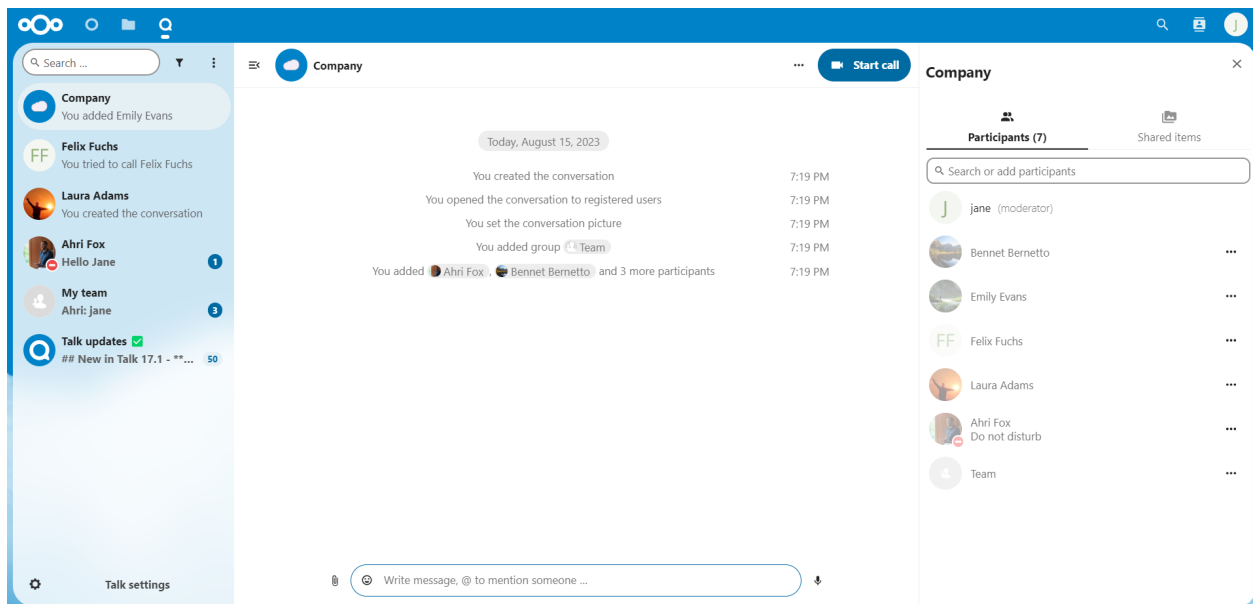 J
Search ...
Company
You added Emily Evans
FF
Felix Fuchs
You tried to call Felix Fuchs
Laura Adams
You created the conversation
Ahri Fox
Hello Jane
1
My team
Ahri: jane
3
Talk updates ✅
## New in Talk 17.1 - **...
50
Talk settings
Company
Start call
Today, August 15, 2023
You created the conversation 7:19 PM
You opened the conversation to registered users 7:19 PM
You set the conversation picture 7:19 PM
You added group Team 7:19 PM
You added Ahri Fox , Bennet Bernetto and 3 more participants 7:19 PM
Write message, @ to mention someone ...
Company
Participants (7)
Shared items
Search or add participants
J
jane (moderator)
Bennet Bernetto
Emily Evans
FF
Felix Fuchs
Laura Adams
Ahri Fox
Do not disturb
Team